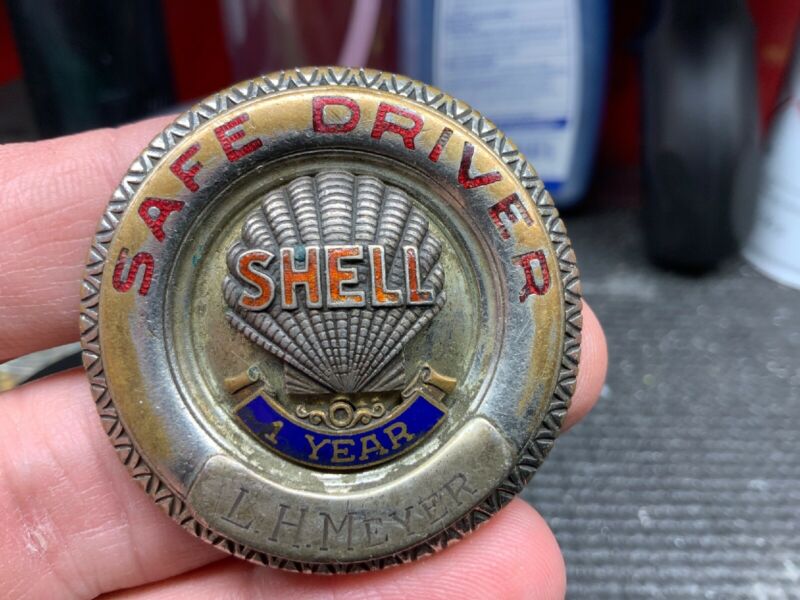 SAFE DRIVER
SHELL
1 YEAR
L.H.MEYER